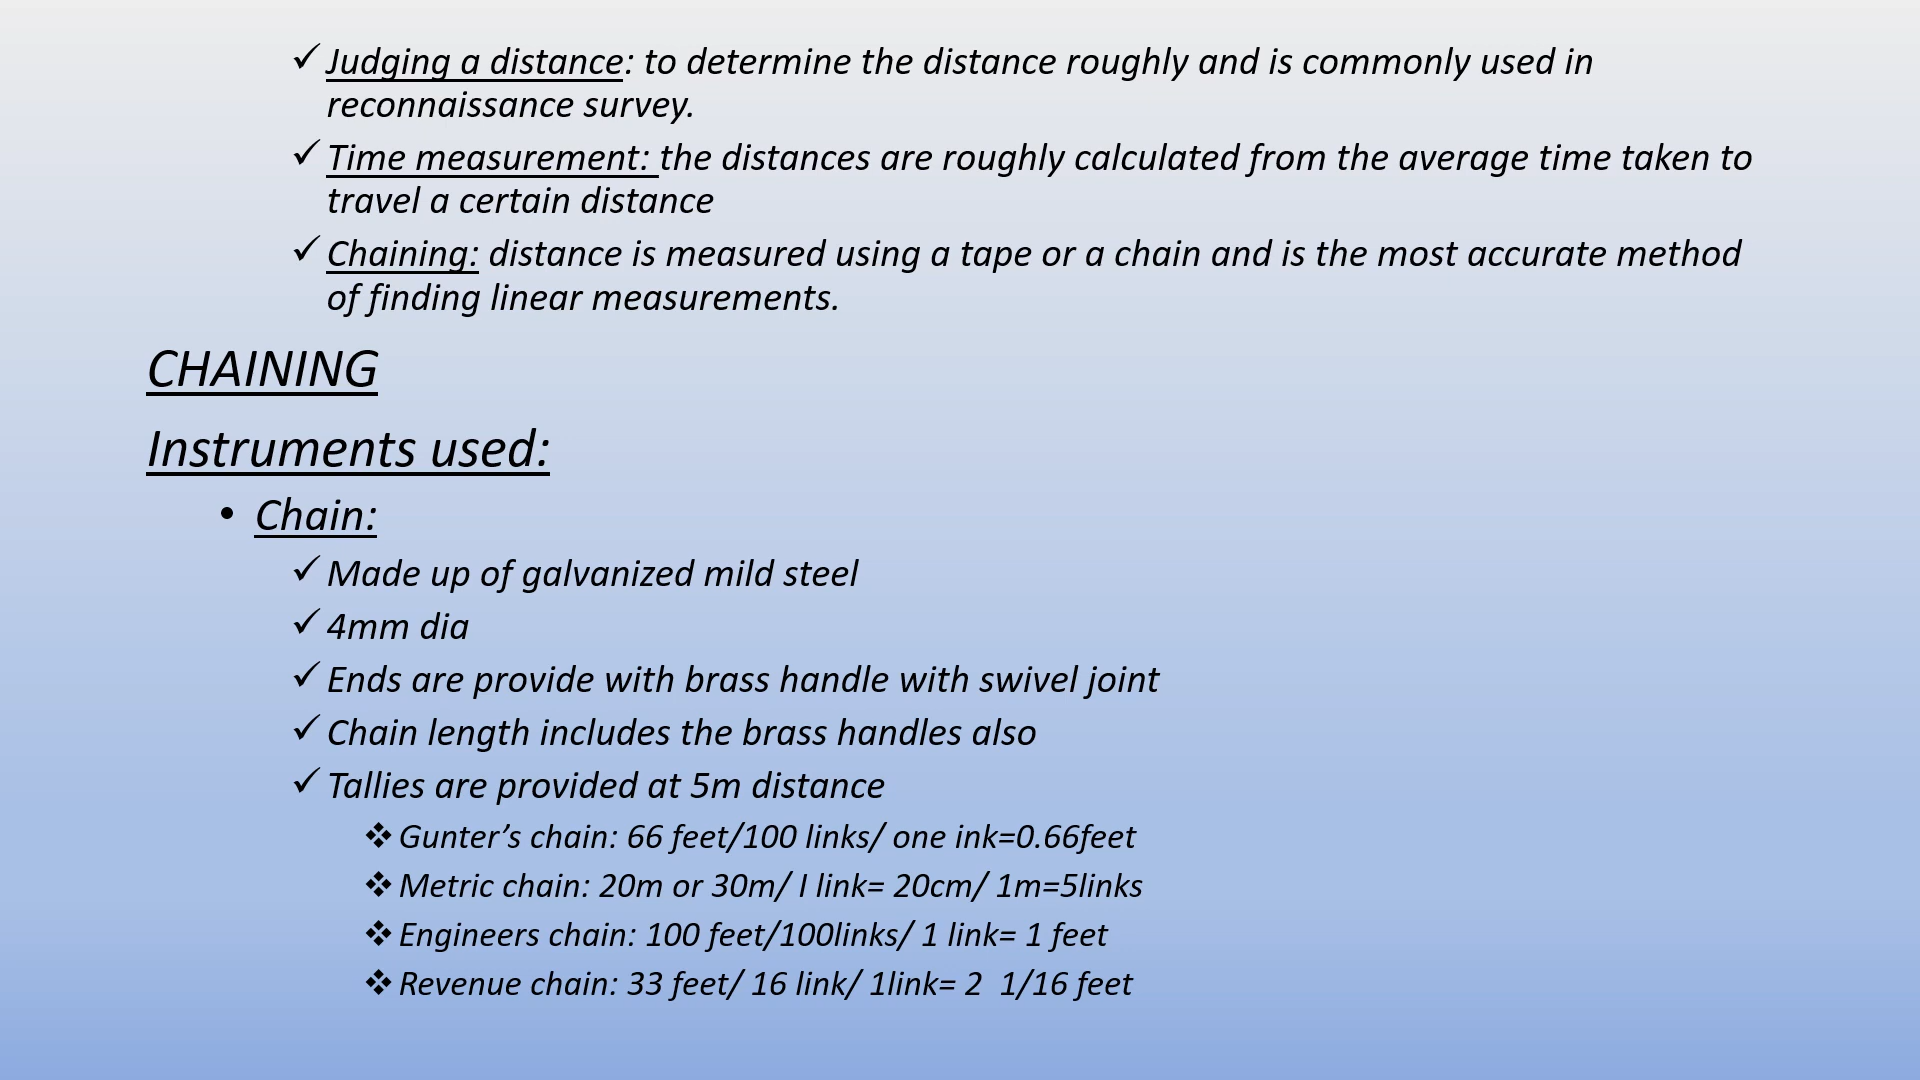 Judging a distance: to determine the distance roughly and is commonly used in
reconnaissance survey.
Time measurement: the distances are roughly calculated from the average time taken to
travel a certain distance
Chaining: distance is measured using a tape or a chain and is the most accurate method
of finding linear measurements.
CHAINING
Instruments used:
• Chain:
Made up of galvanized mild steel
4mm dia
Ends are provide with brass handle with swivel joint
Chain length includes the brass handles also
Tallies are provided at 5m distance
Gunter’s chain: 66 feet/100 links/ one ink=0.66feet
Metric chain: 20m or 30m/ I link= 20cm/ 1m=5links
Engineers chain: 100 feet/100links/ 1 link= 1 feet
Revenue chain: 33 feet/ 16 link/ 1link= 2  1/16 feet